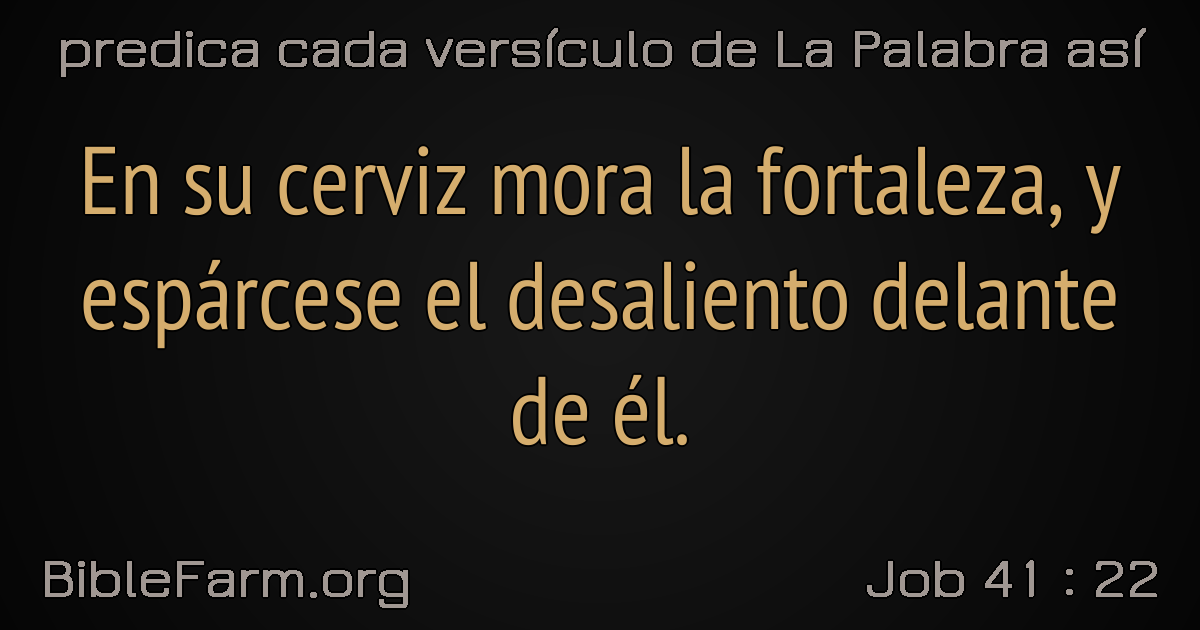 predica cada versículo de La Palabra así
En su cerviz mora la fortaleza, y
espárcese el desaliento delante
de él.
BibleFarm.org
Job 41 : 22